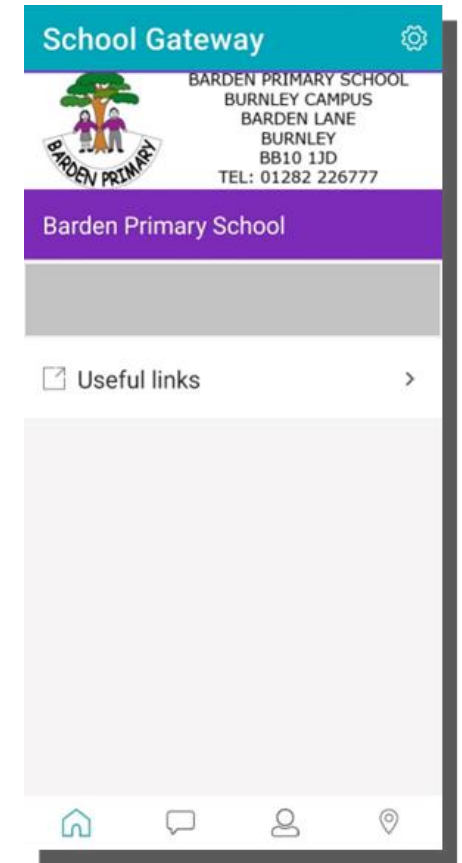 School Gateway
BARDEN PRIMARY SCHOOL
BURNLEY CAMPUS
BARDEN LANE
BURNLEY
BB10 1JD
TEL: 01282 226777
BARDEN PRIMARY
Barden Primary School
Useful links